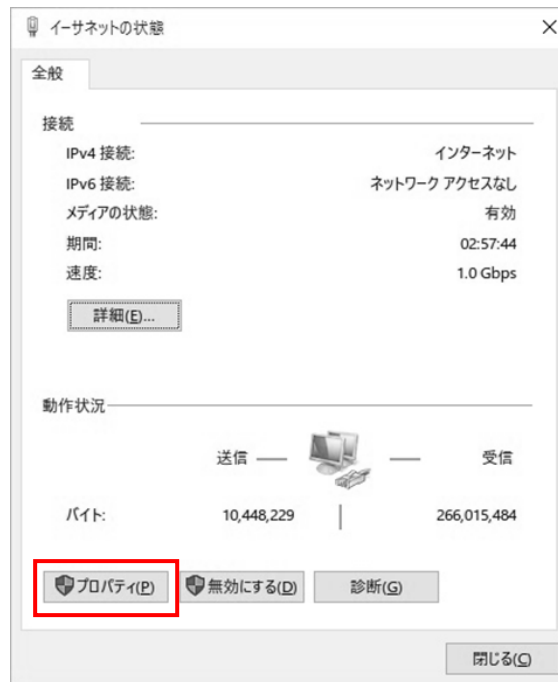 イーサネットの状態
全般
接続
IPv4 接続: インターネット
IPv6 接続: ネットワーク アクセスなし
メディアの状態: 有効
期間: 02:57:44
速度: 1.0 Gbps
詳細(E)...
動作状況
送信 受信
バイト: 10,448,229 266,015,484
プロパティ(P) 無効にする(D) 診断(G)
閉じる(C)